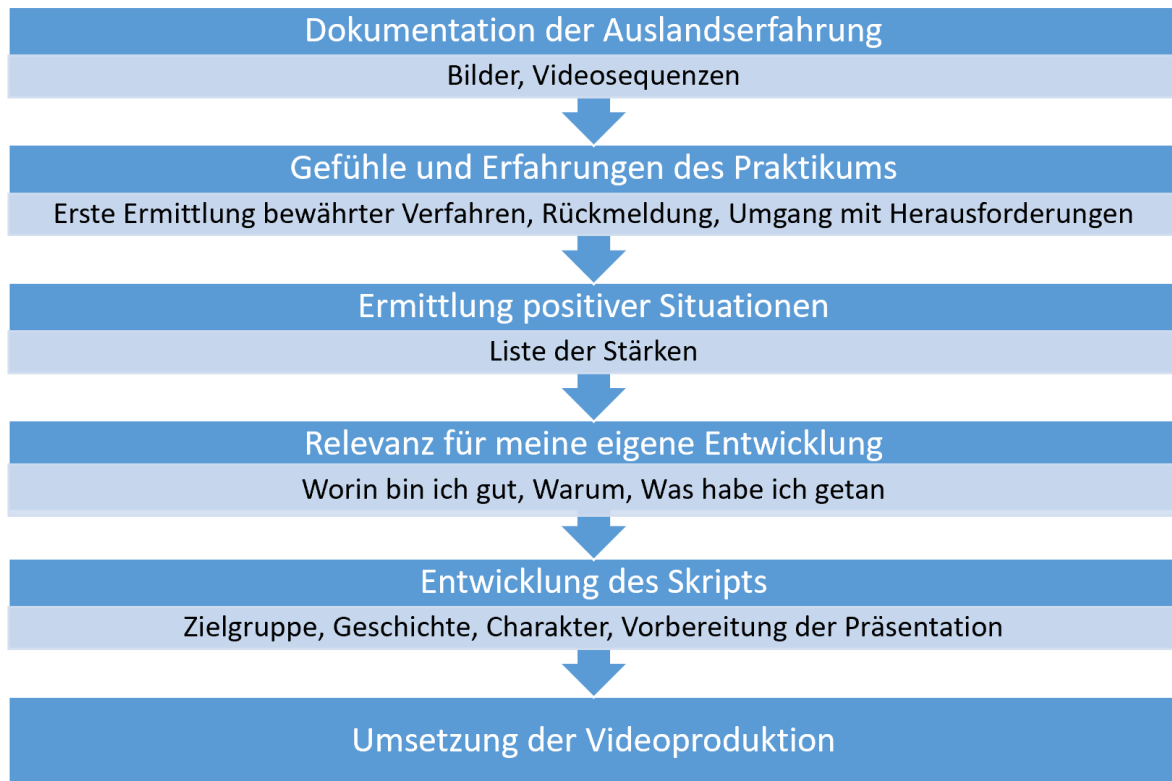 Dokumentation der Auslandserfahrung
Bilder, Videosequenzen
Gefühle und Erfahrungen des Praktikums
Erste Ermittlung bewährter Verfahren, Rückmeldung, Umgang mit Herausforderungen
Ermittlung positiver Situationen
Liste der Stärken
Relevanz für meine eigene Entwicklung
Worin bin ich gut, Warum, Was habe ich getan
Entwicklung des Skripts
Zielgruppe, Geschichte, Charakter, Vorbereitung der Präsentation
Umsetzung der Videoproduktion